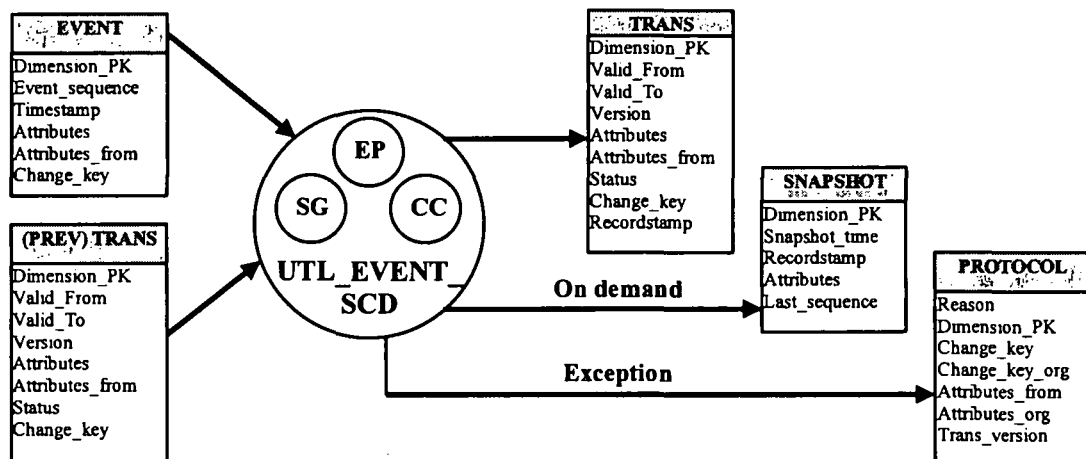 EVENT
Dimension_PK
Event_sequence
Timestamp
Attributes
Attributes_from
Change_key
(PREV) TRANS
Dimension_PK
Valid_From
Valid_To
Version
Attributes
Attributes_from
Status
Change_key
EP
SG
CC
UTL_EVENT_
SCD
TRANS
Dimension_PK
Valid_From
Valid_To
Version
Attributes
Attributes_from
Status
Change_key
Recordstamp
On demand
SNAPSHOT
Dimension_PK
Snapshot_time
Recordstamp
Attributes
Last_sequence
Exception
PROTOCOL
Reason
Dimension_PK
Change_key
Change_key_org
Attributes_from
Attributes_org
Trans_version